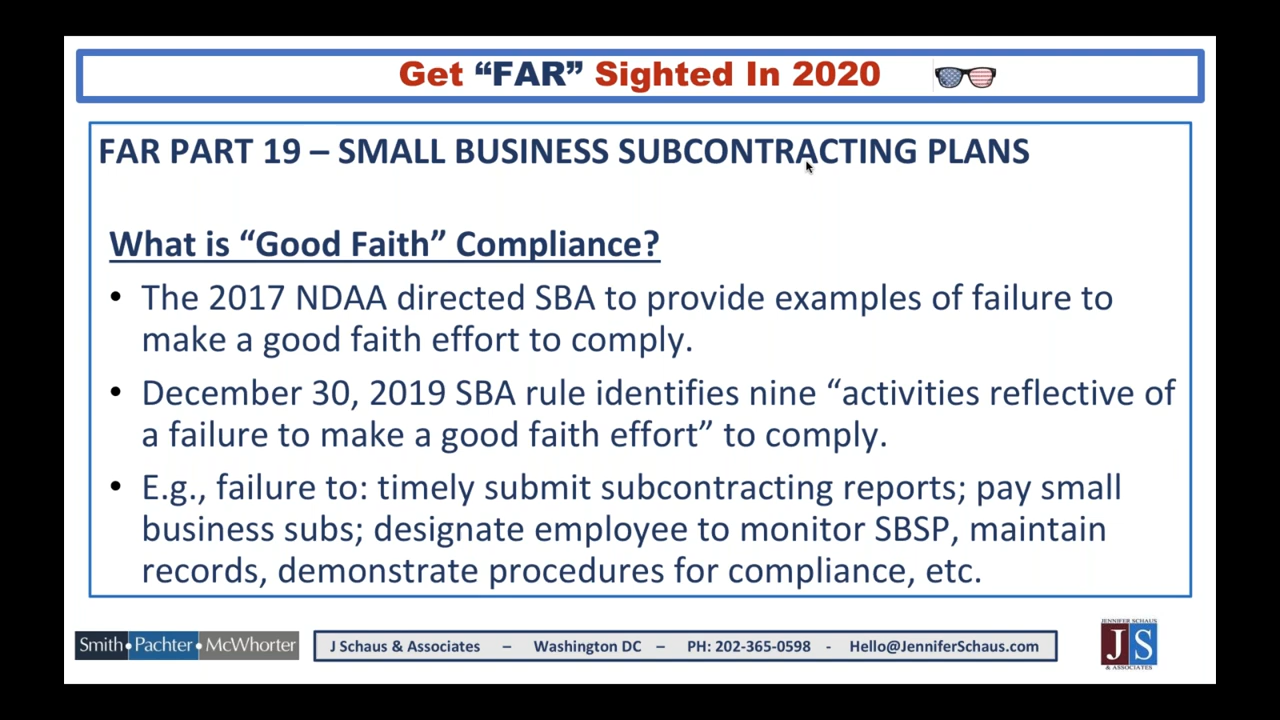 Get “FAR” Sighted In 2020
FAR PART 19 – SMALL BUSINESS SUBCONTRACTING PLANS
What is “Good Faith” Compliance?
• The 2017 NDAA directed SBA to provide examples of failure to
make a good faith effort to comply.
• December 30, 2019 SBA rule identifies nine “activities reflective of
a failure to make a good faith effort” to comply.
• E.g., failure to: timely submit subcontracting reports; pay small
business subs; designate employee to monitor SBSP, maintain
records, demonstrate procedures for compliance, etc.
Smith•Pachter•McWhorter
J Schaus & Associates – Washington DC – PH: 202-365-0598 - Hello@JenniferSchaus.com
JENNIFER SCHAUS
JS
& ASSOCIATES